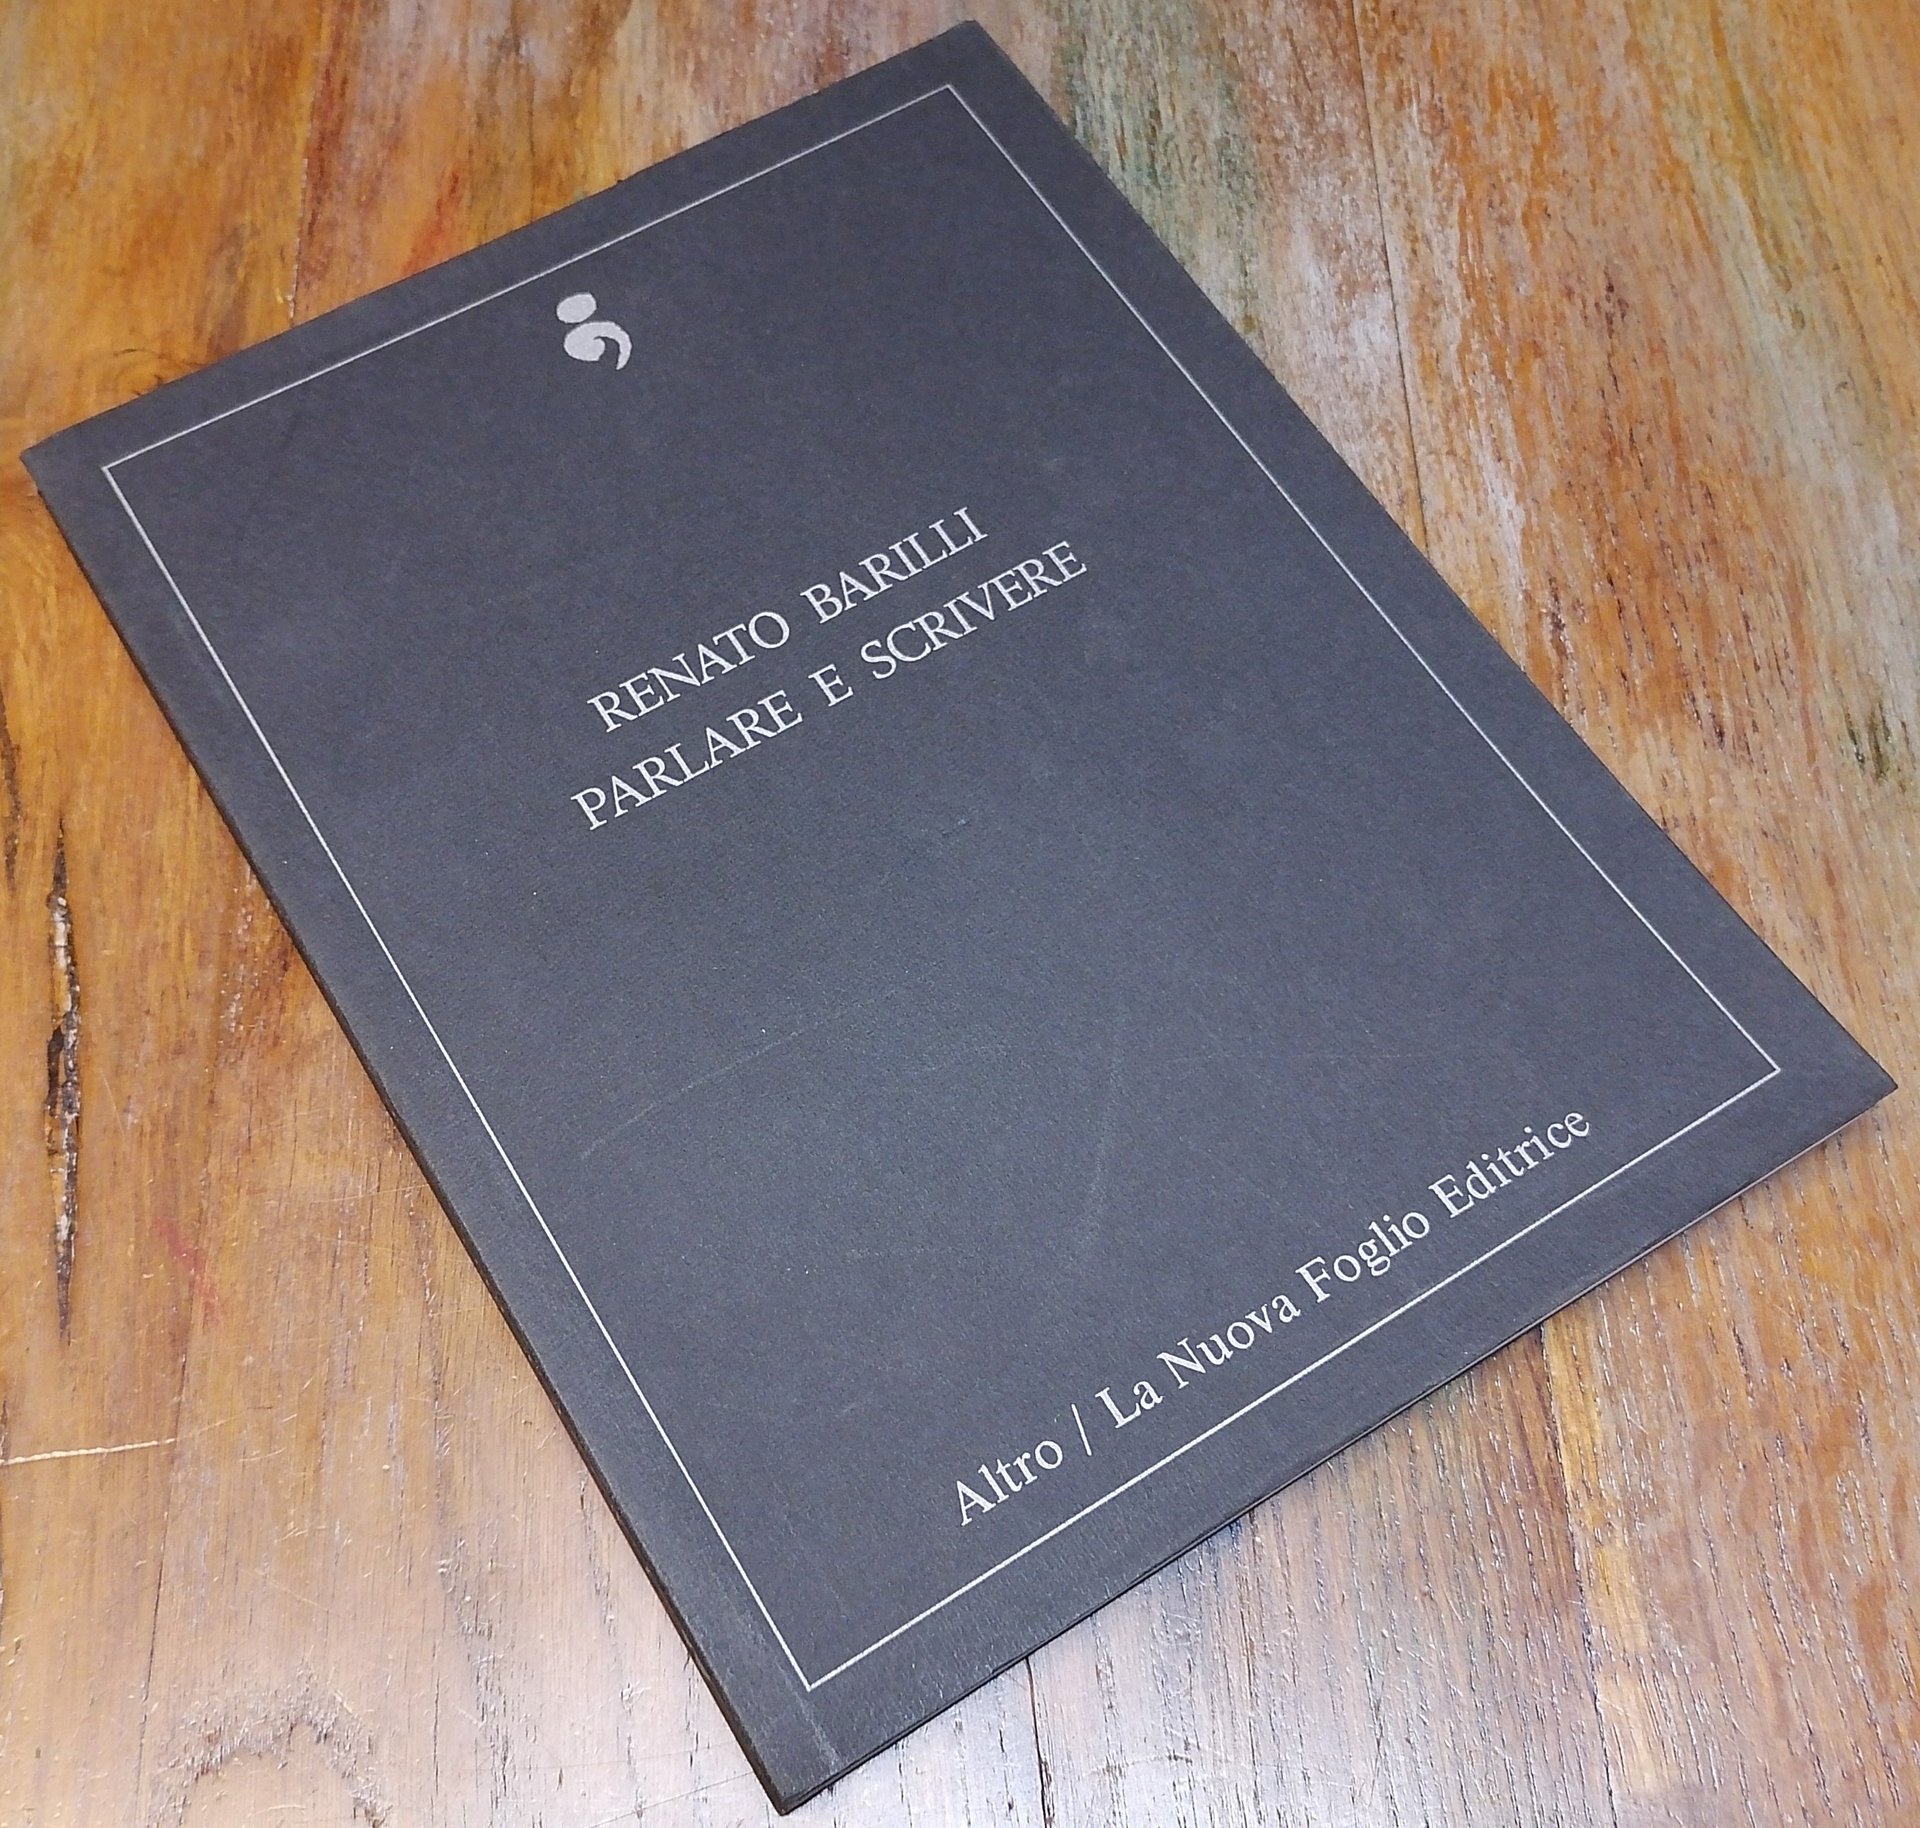 ;
RENATO BARILLI
PARLARE E SCRIVERE
Altro / La Nuova Foglio Editrice